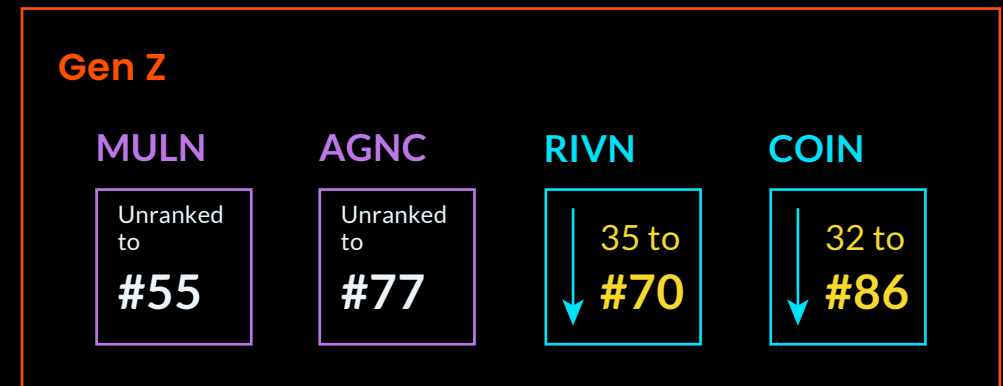 Gen Z
MULN
Unranked
to
#55
AGNC
Unranked
to
#77
RIVN
35 to
#70
COIN
32 to
#86